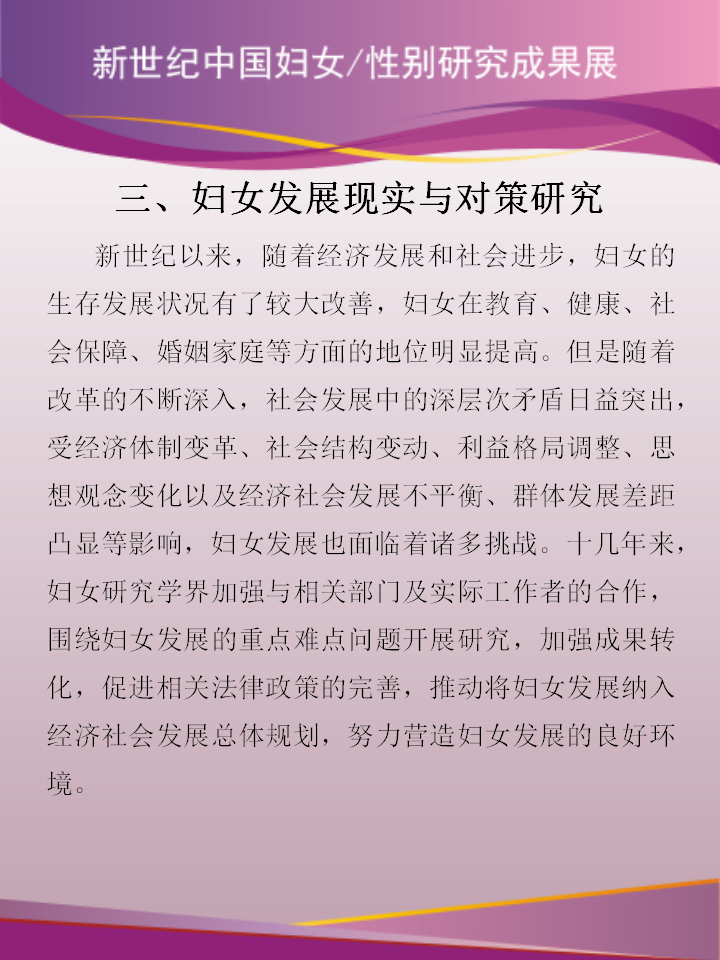 新世纪中国妇女/性别研究成果展
三、妇女发展现实与对策研究
新世纪以来，随着经济发展和社会进步，妇女的
生存发展状况有了较大改善，妇女在教育、健康、社
会保障、婚姻家庭等方面的地位明显提高。但是随着
改革的不断深入，社会发展中的深层次矛盾日益突出，
受经济体制变革、社会结构变动、利益格局调整、思
想观念变化以及经济社会发展不平衡、群体发展差距
凸显等影响，妇女发展也面临着诸多挑战。十几年来，
妇女研究学界加强与相关部门及实际工作者的合作，
围绕妇女发展的重点难点问题开展研究，加强成果转
化，促进相关法律政策的完善，推动将妇女发展纳入
经济社会发展总体规划，努力营造妇女发展的良好环
境。